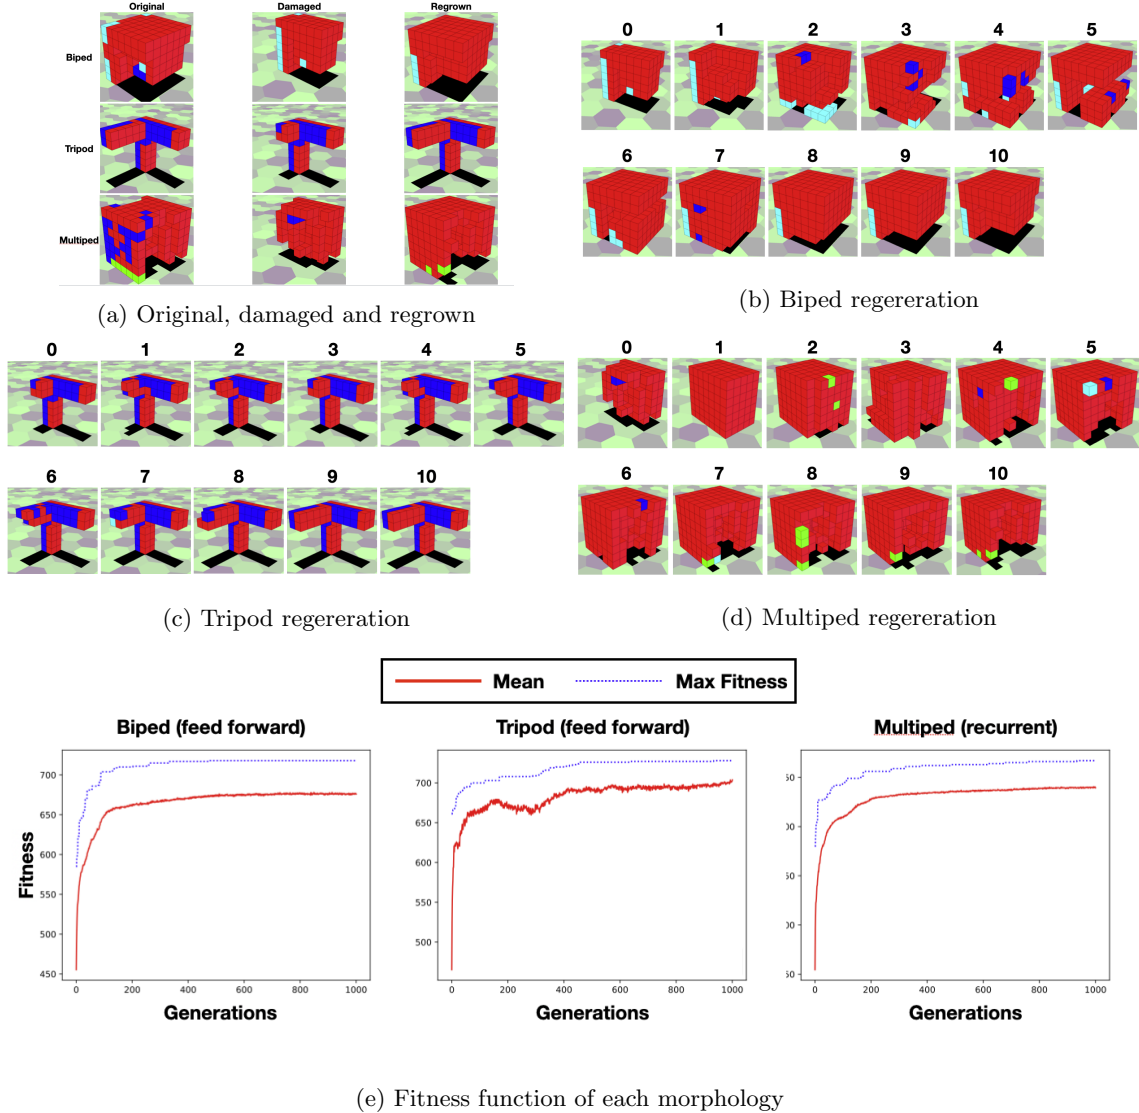 Original Damaged Regrown
Biped
Tripod
Multiped
(a) Original, damaged and regrown
0 1 2 3 4 5
6 7 8 9 10
(b) Biped regereration
0 1 2 3 4 5
6 7 8 9 10
(c) Tripod regereration
0 1 2 3 4 5
6 7 8 9 10
(d) Multiped regereration
Mean Max Fitness
Biped (feed forward)
Fitness
700
650
600
550
500
450
0 200 400 600 800 1000
Generations
Tripod (feed forward)
700
650
600
550
500
0 200 400 600 800 1000
Generations
Multiped (recurrent)
50
00
50
00
50
0 200 400 600 800 1000
Generations
(e) Fitness function of each morphology